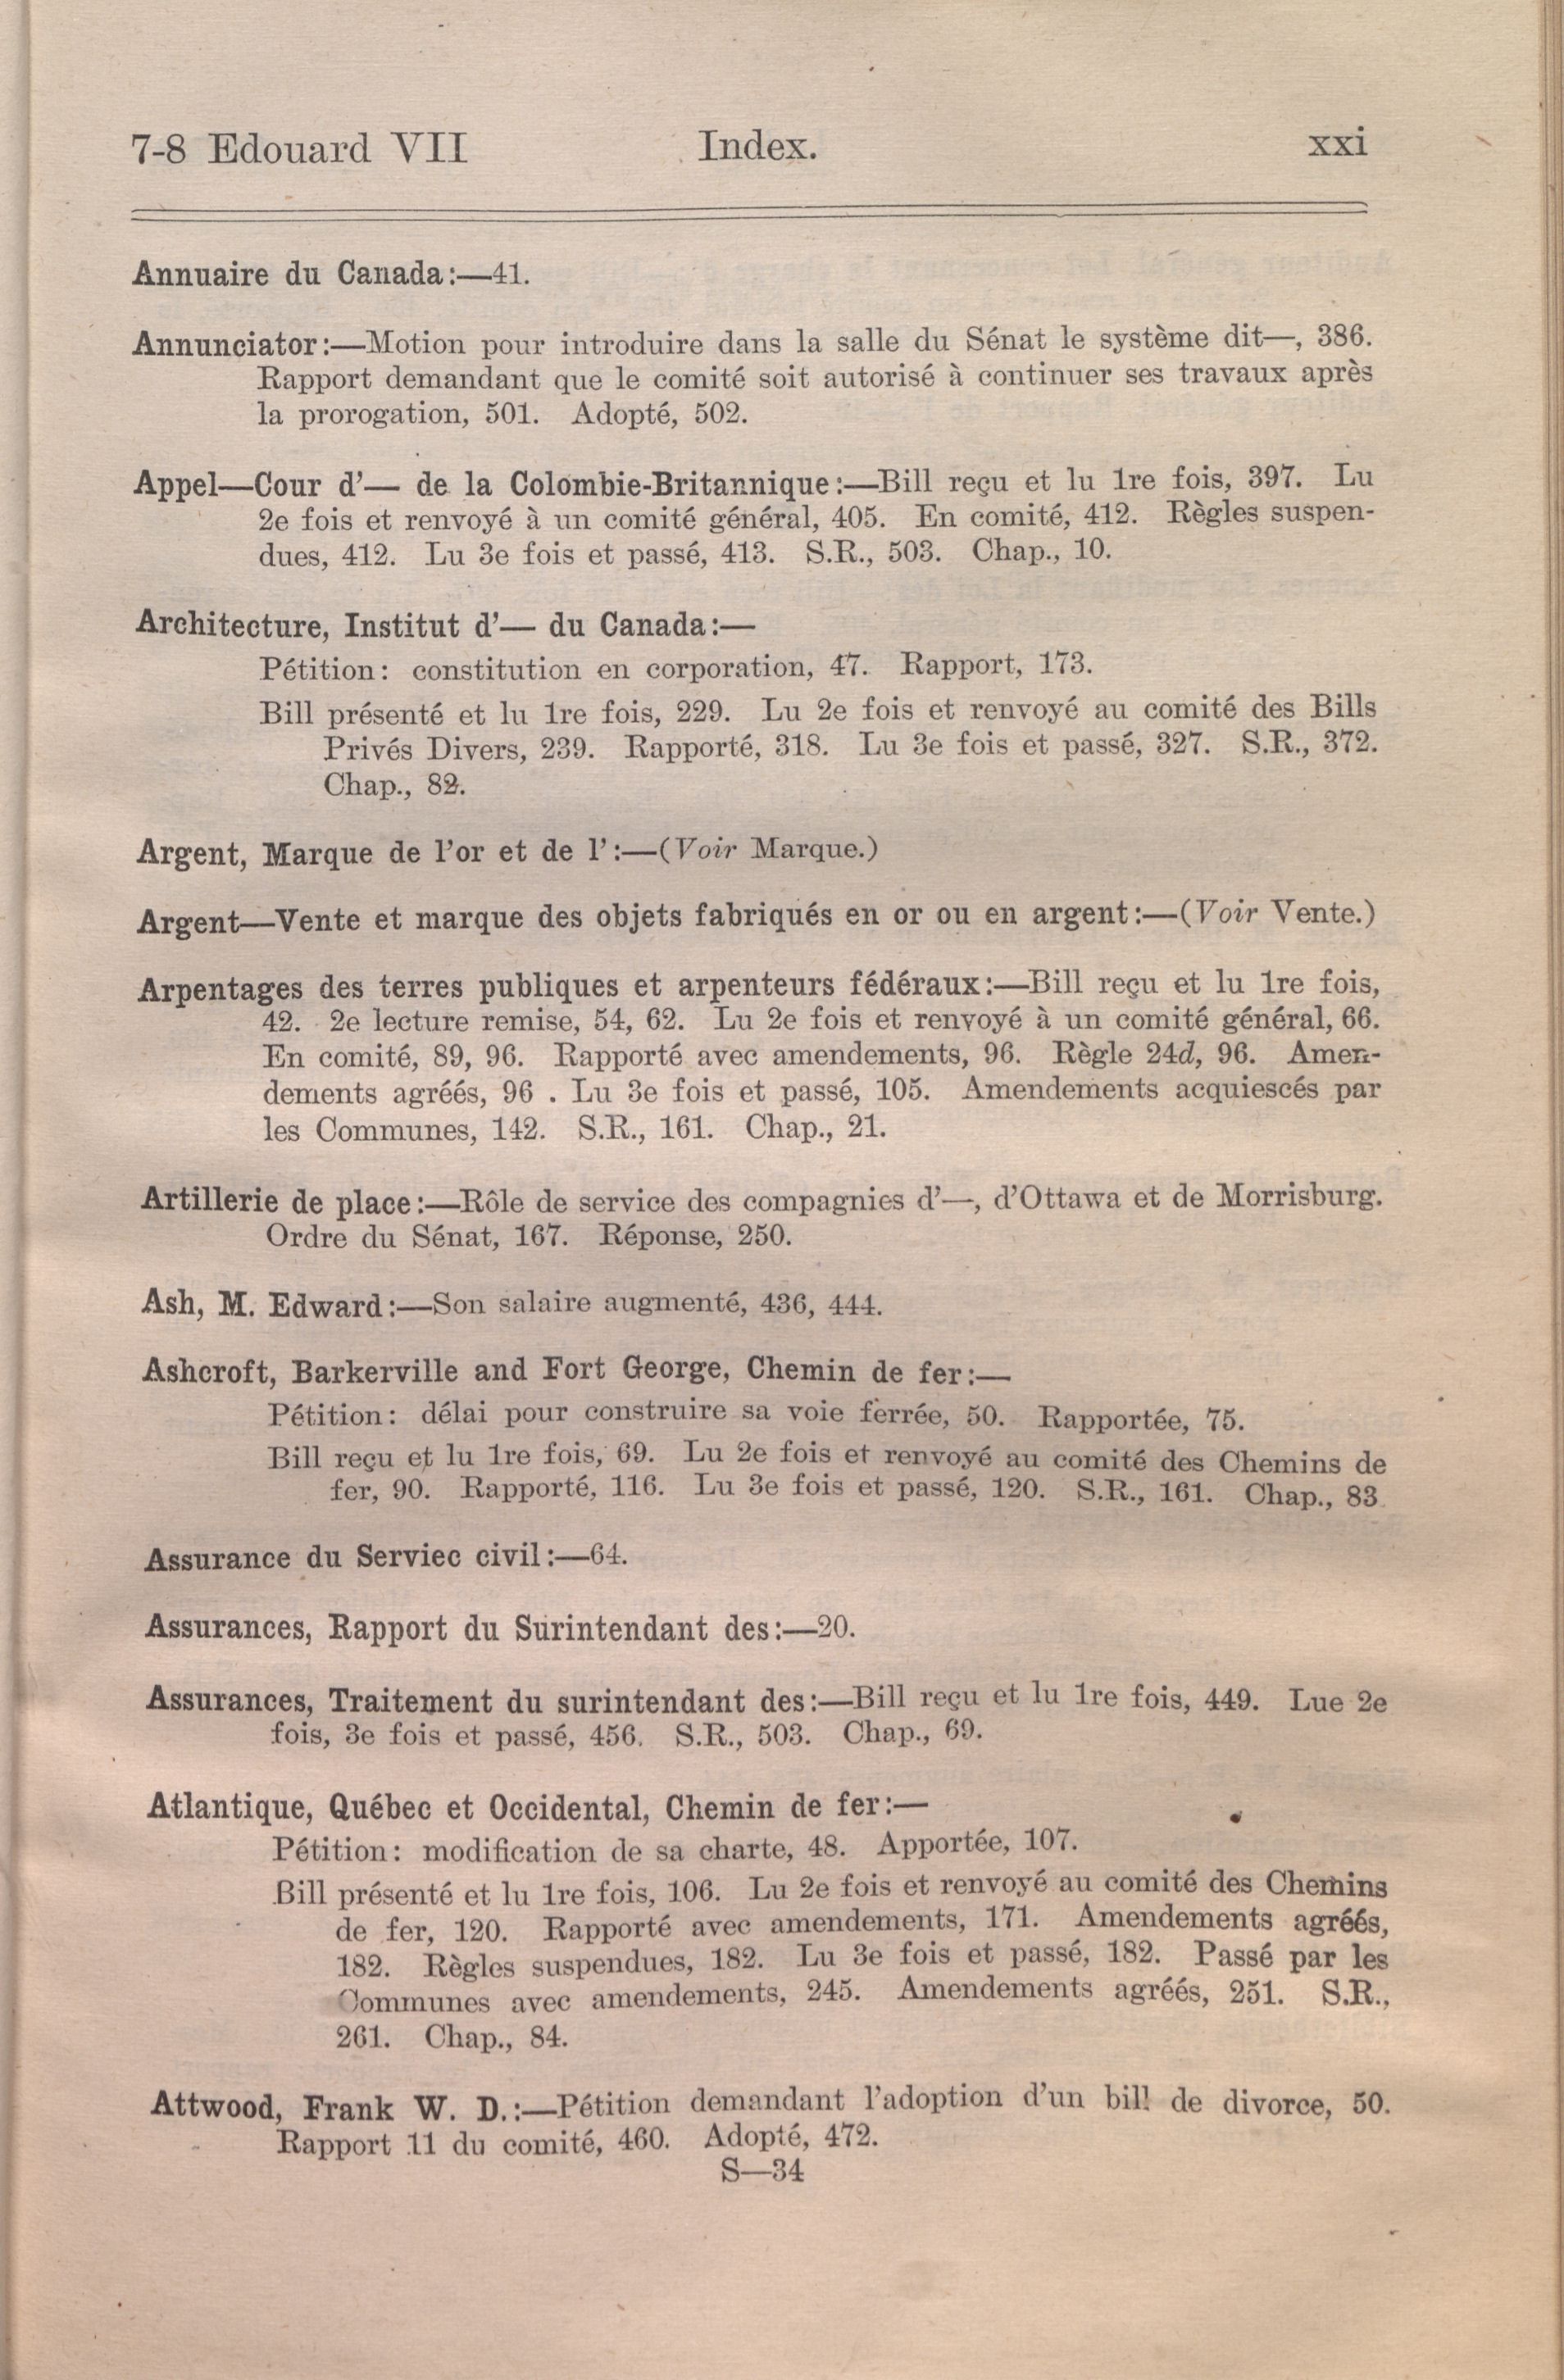 7-8 Edouard VII Index. xxi
Annuaire du Canada:—41.
Annunciator:—Motion pour introduire dans la salle du Sénat le système dit—, 386.
Rapport demandant que le comité soit autorisé à continuer ses travaux après
la prorogation, 501. Adopté, 502.
Appel—Cour d'— de la Colombie-Britannique:—Bill reçu et lu 1re fois, 397. Lu
2e fois et renvoyé à un comité général, 405. En comité, 412. Règles suspen-
dues, 412. Lu 3e fois et passé, 413. S.R., 503. Chap., 10.
Architecture, Institut d'— du Canada:—
Pétition: constitution en corporation, 47. Rapport, 173.
Bill présenté et lu 1re fois, 229. Lu 2e fois et renvoyé au comité des Bills
Privés Divers, 239. Rapporté, 318. Lu 3e fois et passé, 327. S.R., 372.
Chap., 82.
Argent, Marque de l'or et de l':—(Voir Marque.)
Argent—Vente et marque des objets fabriqués en or ou en argent:—(Voir Vente.)
Arpentages des terres publiques et arpenteurs fédéraux:—Bill reçu et lu 1re fois,
42. 2e lecture remise, 54, 62. Lu 2e fois et renvoyé à un comité général, 66.
En comité, 89, 96. Rapporté avec amendements, 96. Règle 24d, 96. Amen-
dements agréés, 96 . Lu 3e fois et passé, 105. Amendements acquiescés par
les Communes, 142. S.R., 161. Chap., 21.
Artillerie de place:—Rôle de service des compagnies d'—, d'Ottawa et de Morrisburg.
Ordre du Sénat, 167. Réponse, 250.
Ash, M. Edward:—Son salaire augmenté, 436, 444.
Ashcroft, Barkerville and Fort George, Chemin de fer:—
Pétition: délai pour construire sa voie ferrée, 50. Rapportée, 75.
Bill reçu et lu 1re fois, 69. Lu 2e fois et renvoyé au comité des Chemins de
fer, 90. Rapporté, 116. Lu 3e fois et passé, 120. S.R., 161. Chap., 83.
Assurance du Serviec civil:—64.
Assurances, Rapport du Surintendant des:—20.
Assurances, Traitement du surintendant des:—Bill reçu et lu 1re fois, 449. Lue 2e
fois, 3e fois et passé, 456. S.R., 503. Chap., 69.
Atlantique, Québec et Occidental, Chemin de fer:—
Pétition: modification de sa charte, 48. Apportée, 107.
Bill présenté et lu 1re fois, 106. Lu 2e fois et renvoyé au comité des Chemins
de fer, 120. Rapporté avec amendements, 171. Amendements agréés,
182. Règles suspendues, 182. Lu 3e fois et passé, 182. Passé par les
Communes avec amendements, 245. Amendements agréés, 251. S.R.,
261. Chap., 84.
Attwood, Frank W. D.:—Pétition demandant l'adoption d'un bill de divorce, 50.
Rapport 11 du comité, 460. Adopté, 472.
S—34